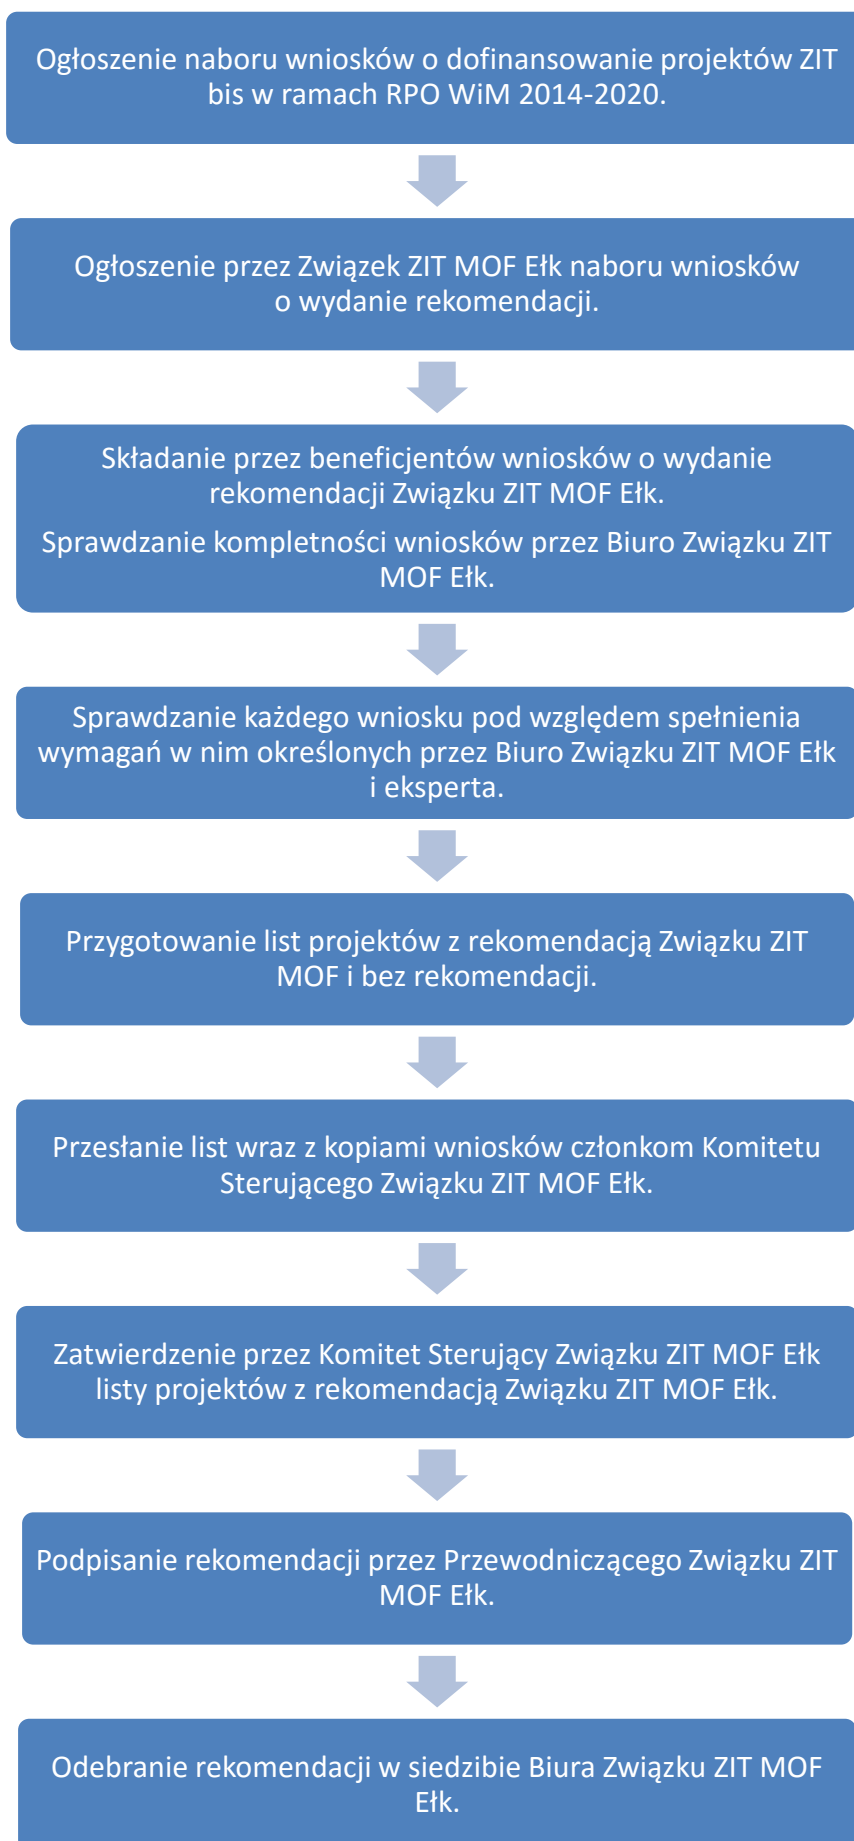 Ogłoszenie naboru wniosków o dofinansowanie projektów ZIT
bis w ramach RPO WiM 2014-2020.
Ogłoszenie przez Związek ZIT MOF Ełk naboru wniosków
o wydanie rekomendacji.
Składanie przez beneficjentów wniosków o wydanie
rekomendacji Związku ZIT MOF Ełk.
Sprawdzanie kompletności wniosków przez Biuro Związku ZIT
MOF Ełk.
Sprawdzanie każdego wniosku pod względem spełnienia
wymagań w nim określonych przez Biuro Związku ZIT MOF Ełk
i eksperta.
Przygotowanie list projektów z rekomendacją Związku ZIT
MOF i bez rekomendacji.
Przesłanie list wraz z kopiami wniosków członkom Komitetu
Sterującego Związku ZIT MOF Ełk.
Zatwierdzenie przez Komitet Sterujący Związku ZIT MOF Ełk
listy projektów z rekomendacją Związku ZIT MOF Ełk.
Podpisanie rekomendacji przez Przewodniczącego Związku ZIT
MOF Ełk.
Odebranie rekomendacji w siedzibie Biura Związku ZIT MOF
Ełk.